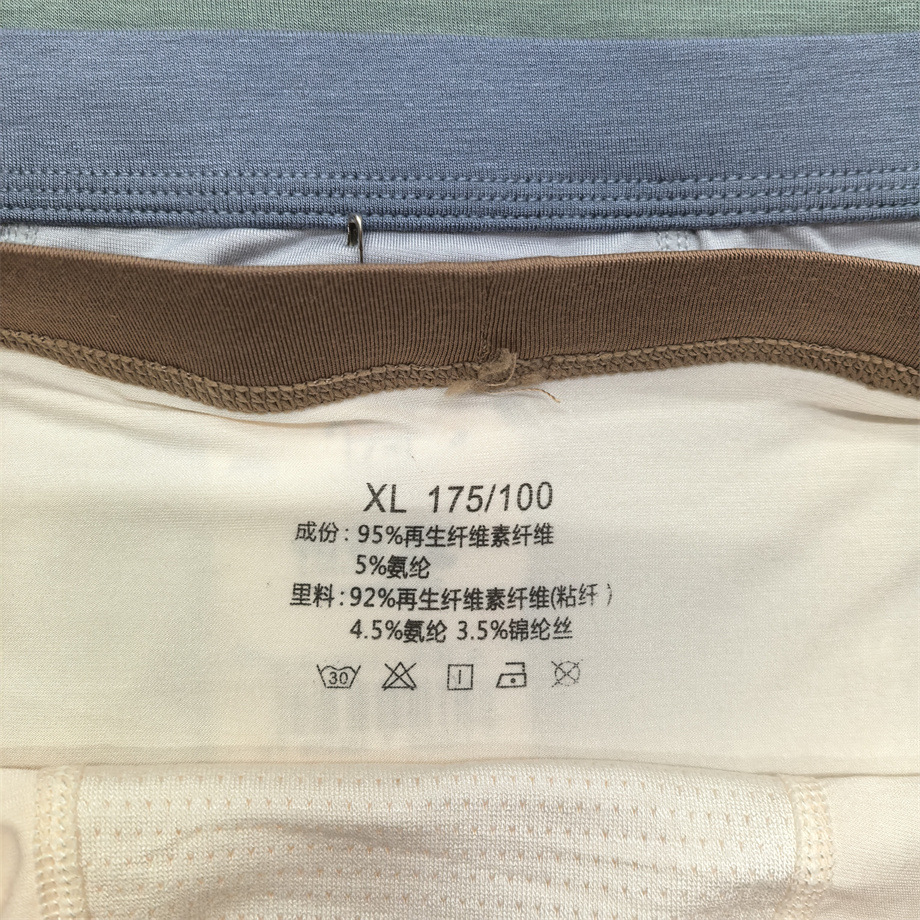 XL 175/100
成份:95%再生纤维素纤维
5%氨纶
里料:92%再生纤维素纤维(粘纤)
4.5%氨纶 3.5%锦纶丝
30